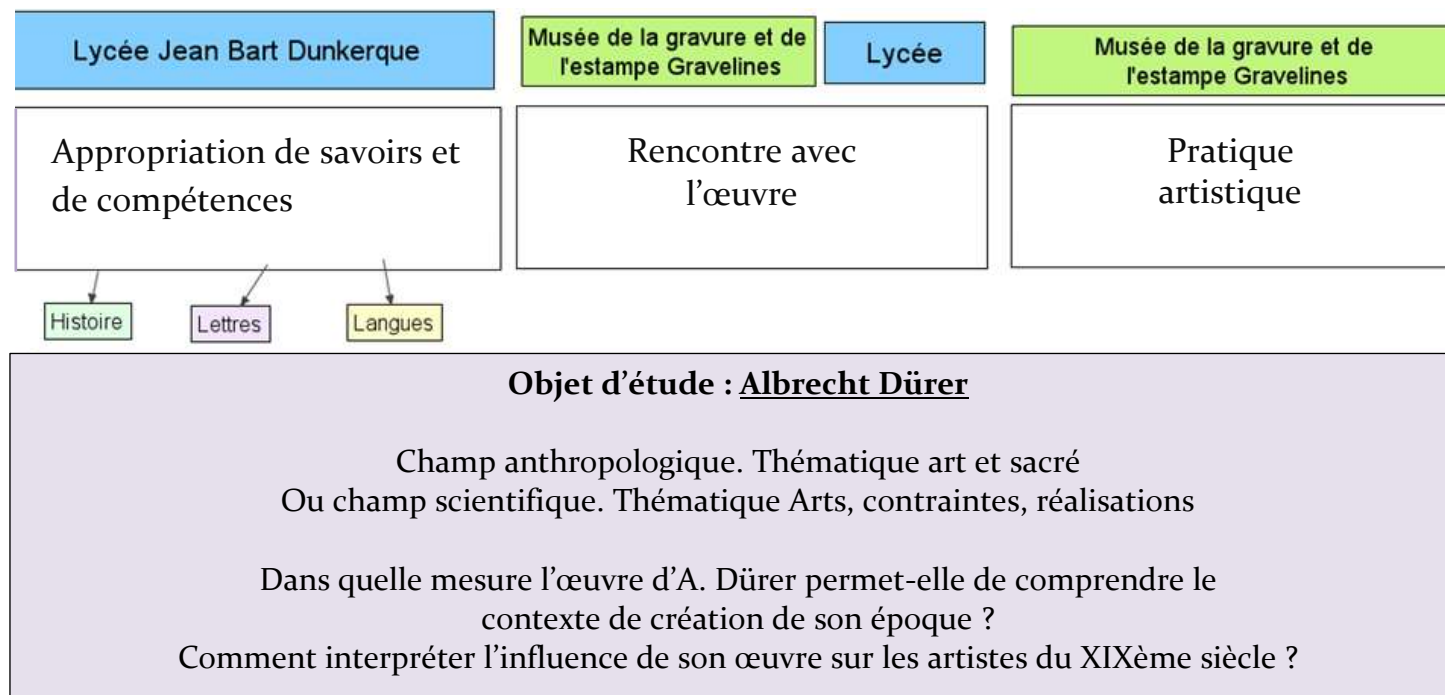 Lycée Jean Bart Dunkerque
Musée de la gravure et de
l'estampe Gravelines
Lycée
Musée de la gravure et de
l'estampe Gravelines
Appropriation de savoirs et
de compétences
Rencontre avec
l’œuvre
Pratique
artistique
Histoire
Lettres
Langues
Objet d’étude : Albrecht Dürer
Champ anthropologique. Thématique art et sacré
Ou champ scientifique. Thématique Arts, contraintes, réalisations
Dans quelle mesure l’œuvre d’A. Dürer permet-elle de comprendre le
contexte de création de son époque ?
Comment interpréter l’influence de son œuvre sur les artistes du XIXème siècle ?